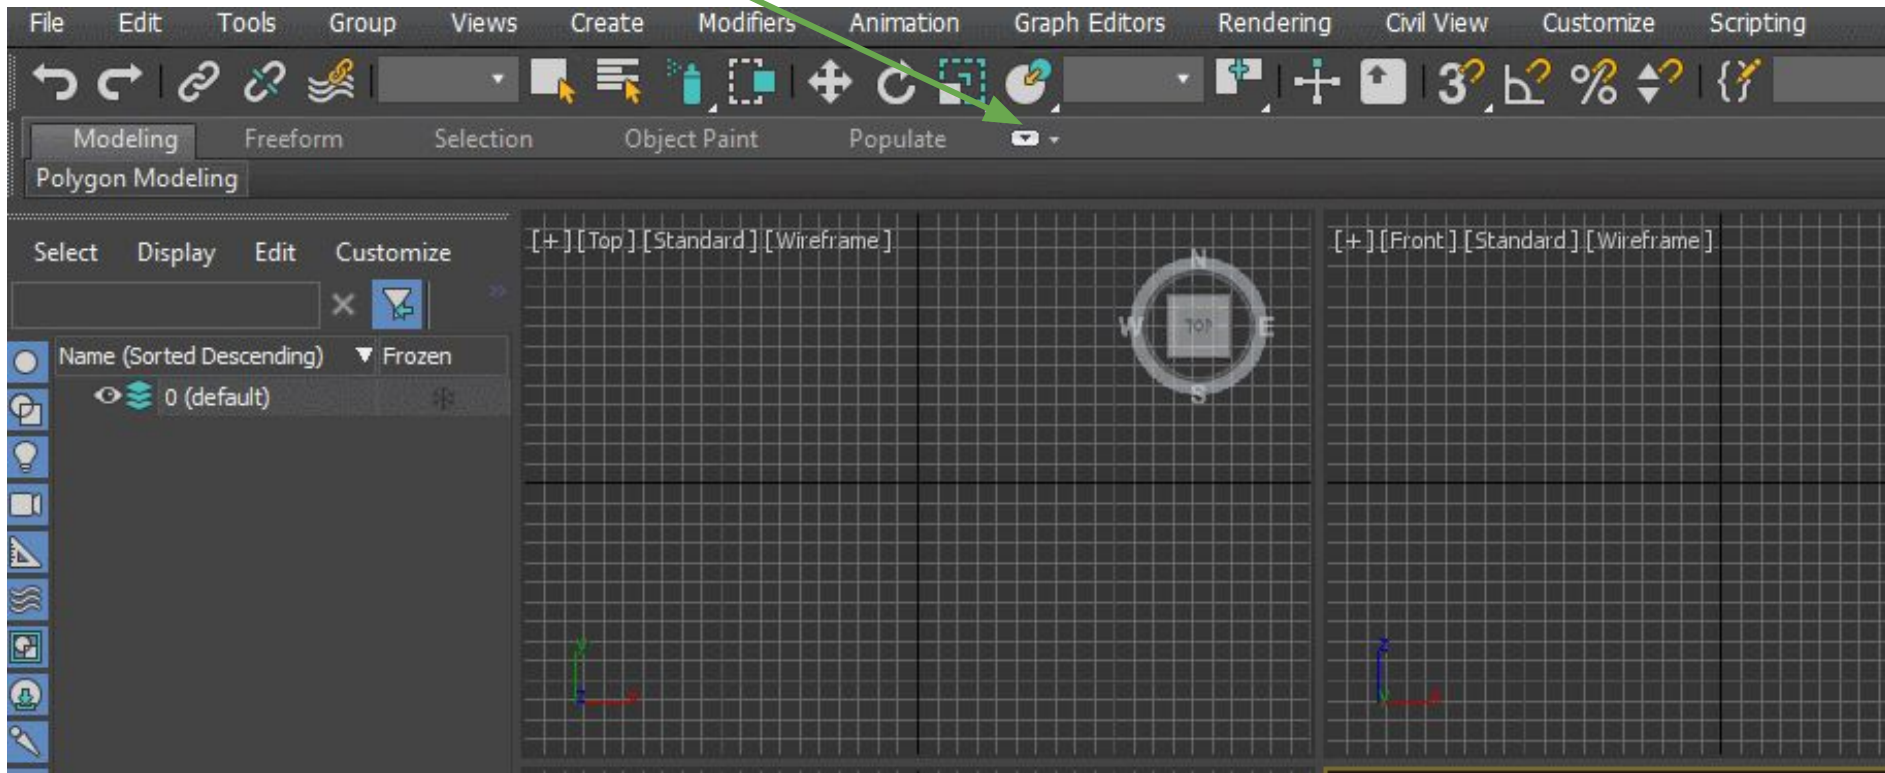 File Edit Tools Group Views Create Modifiers Animation Graph Editors Rendering Civil View Customize Scripting
3
%
{}
Modeling Freeform Selection Object Paint Populate
Polygon Modeling
Select Display Edit Customize
Name (Sorted Descending) Frozen
0 (default)
[+][Top][Standard][Wireframe]
N
W TOP E
S
y
z x
[+][Front][Standard][Wireframe]
z
y x